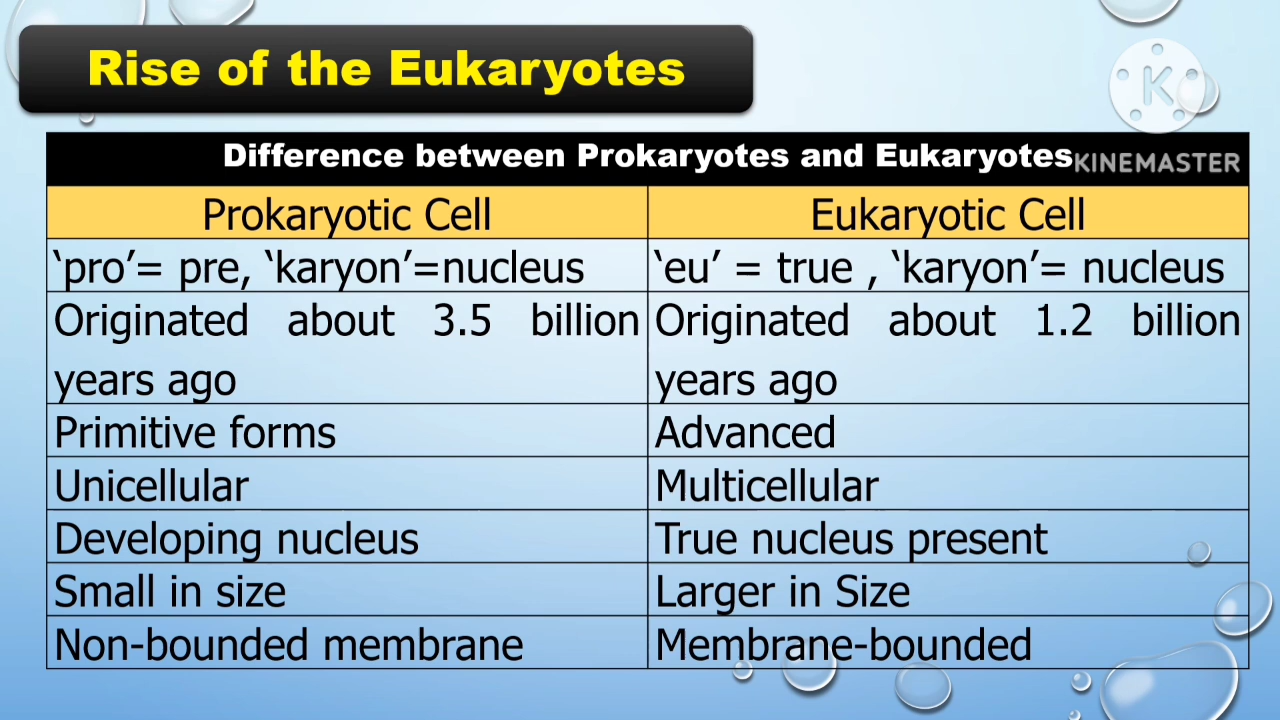 Rise of the Eukaryotes
K
Difference between Prokaryotes and Eukaryotes
KINEMASTER
Prokaryotic Cell
Eukaryotic Cell
‘pro’= pre, ‘karyon’=nucleus
‘eu’ = true , ‘karyon’= nucleus
Originated about 3.5 billion
years ago
Originated about 1.2 billion
years ago
Primitive forms
Advanced
Unicellular
Multicellular
Developing nucleus
True nucleus present
Small in size
Larger in Size
Non-bounded membrane
Membrane-bounded